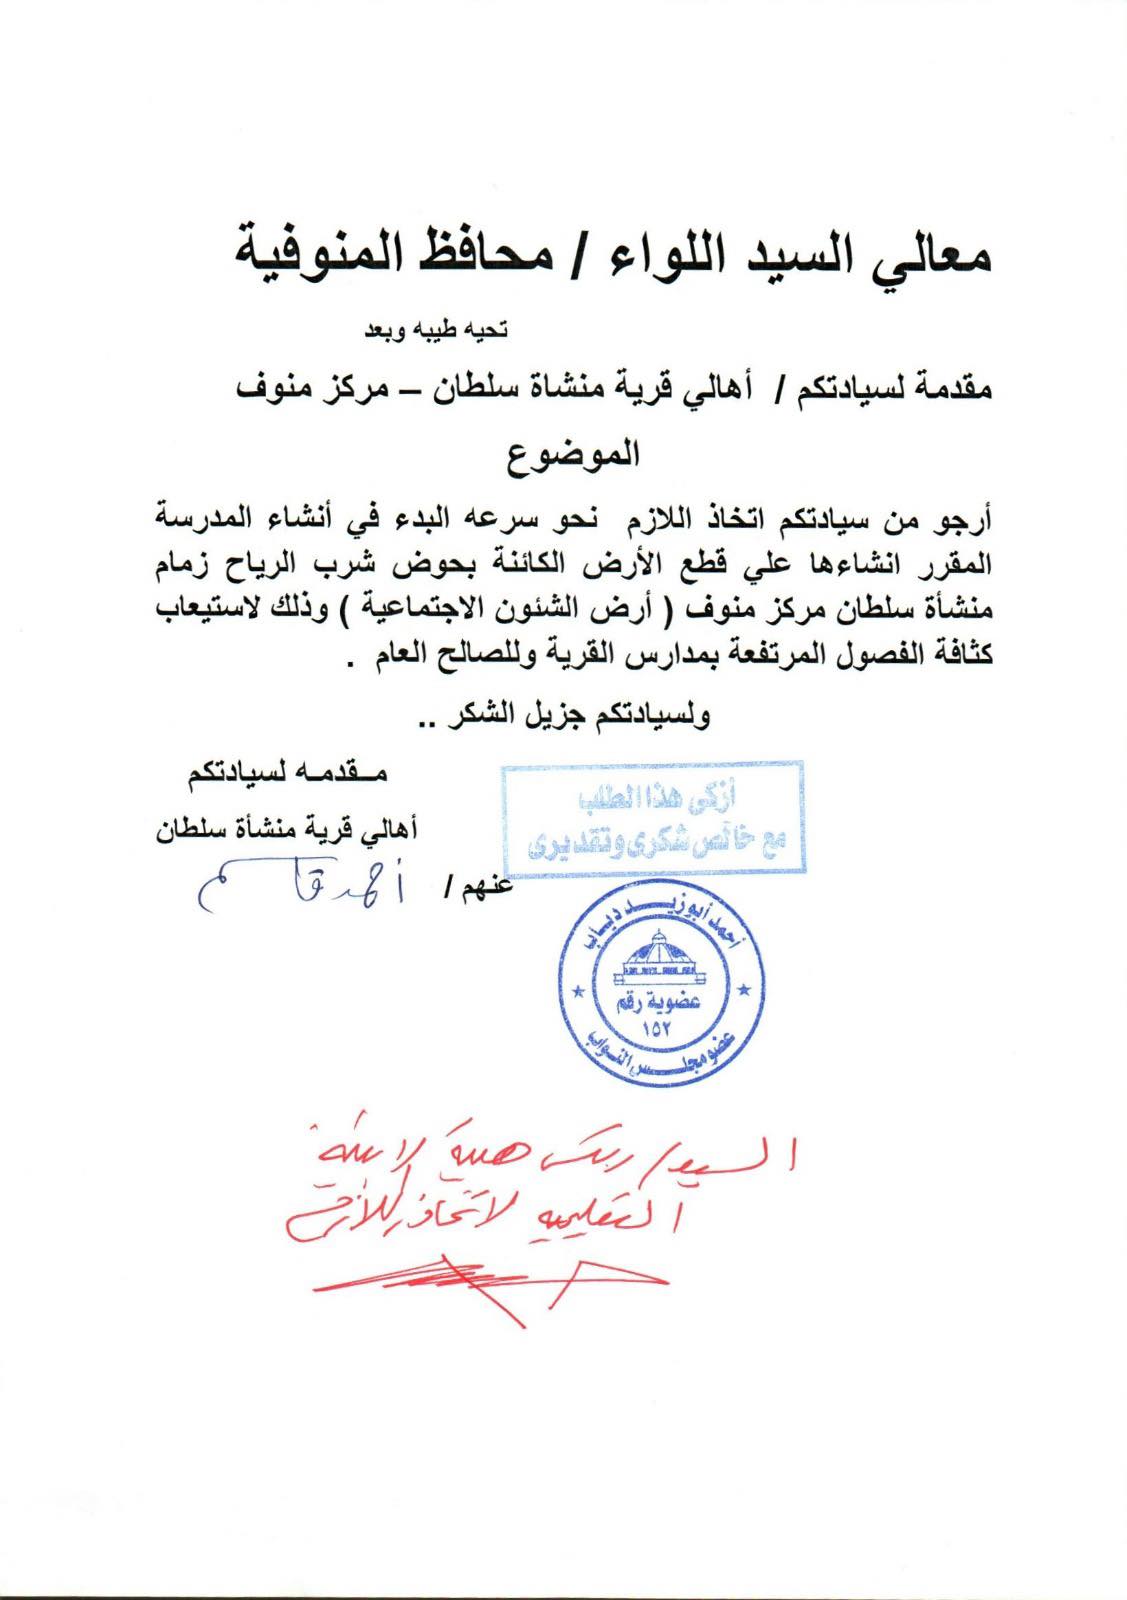 معالي السيد اللواء / محافظ المنوفية
تحيه طيبه وبعد
مقدمة لسيادتكم / أهالي قرية منشاة سلطان – مركز منوف
الموضوع
أرجو من سيادتكم اتخاذ اللازم نحو سرعه البدء في أنشاء المدرسة
المقرر انشاءها علي قطع الأرض الكائنة بحوض شرب الرياح زمام
منشأة سلطان مركز منوف ( أرض الشئون الاجتماعية ) وذلك لاستيعاب
كثافة الفصول المرتفعة بمدارس القرية وللصالح العام .
ولسيادتكم جزيل الشكر ..
مـقدمـه لسيادتكم
أهالي قرية منشأة سلطان
عنهم / أحمد قاسم
أزكى هذا الطلب
مع خالص شكرى وتقديرى
أحمد أبوزيد دياب
عضوية رقم
١٥٢
عضو مجلس النواب
السيد / رئيس هيئة الابنية
التعليمية لاتخاذ اللازم